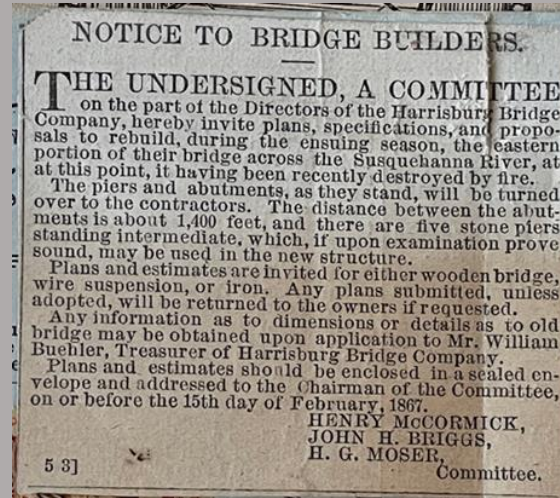 NOTICE TO BRIDGE BUILDERS.
THE UNDERSIGNED, A COMMITTEE
on the part of the Directors of the Harrisburg Bridge
Company, hereby invite plans, specifications, and propo-
sals to rebuild, during the ensuing season, the eastern
portion of their bridge across the Susquehanna River, at
at this point, it having been recently destroyed by fire.
The piers and abutments, as they stand, will be turned
over to the contractors. The distance between the abut-
ments is about 1,400 feet, and there are five stone piers
standing intermediate, which, if upon examination prove
sound, may be used in the new structure.
Plans and estimates are invited for either wooden bridge,
wire suspension, or iron. Any plans submitted, unless
adopted, will be returned to the owners if requested.
Any information as to dimensions or details as to old
bridge may be obtained upon application to Mr. William
Buehler, Treasurer of Harrisburg Bridge Company.
Plans and estimates should be enclosed in a sealed en-
velope and addressed to the Chairman of the Committee,
on or before the 15th day of February, 1867.
HENRY McCORMICK,
JOHN H. BRIGGS,
H. G. MOSER,
5 3] Committee.